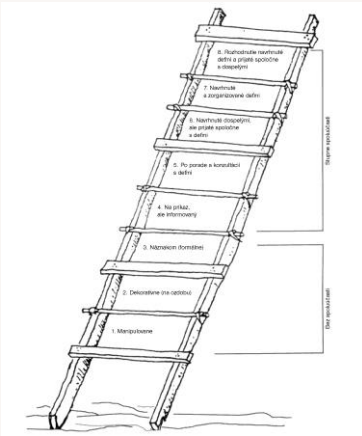 8. Rozhodnutie navrhnuté
deťmi a prijaté spoločne
s dospelými
7. Navrhnuté
a zorganizované deťmi
6. Navrhnuté dospelými,
ale prijaté spoločne
s deťmi
5. Po porade a konzultácii
s deťmi
4. Na príkaz,
ale informovaný
3. Náznakom (formálne)
2. Dekoratívne (na ozdobu)
1. Manipulovane
Stupne spoluúčasti
Bez spoluúčasti